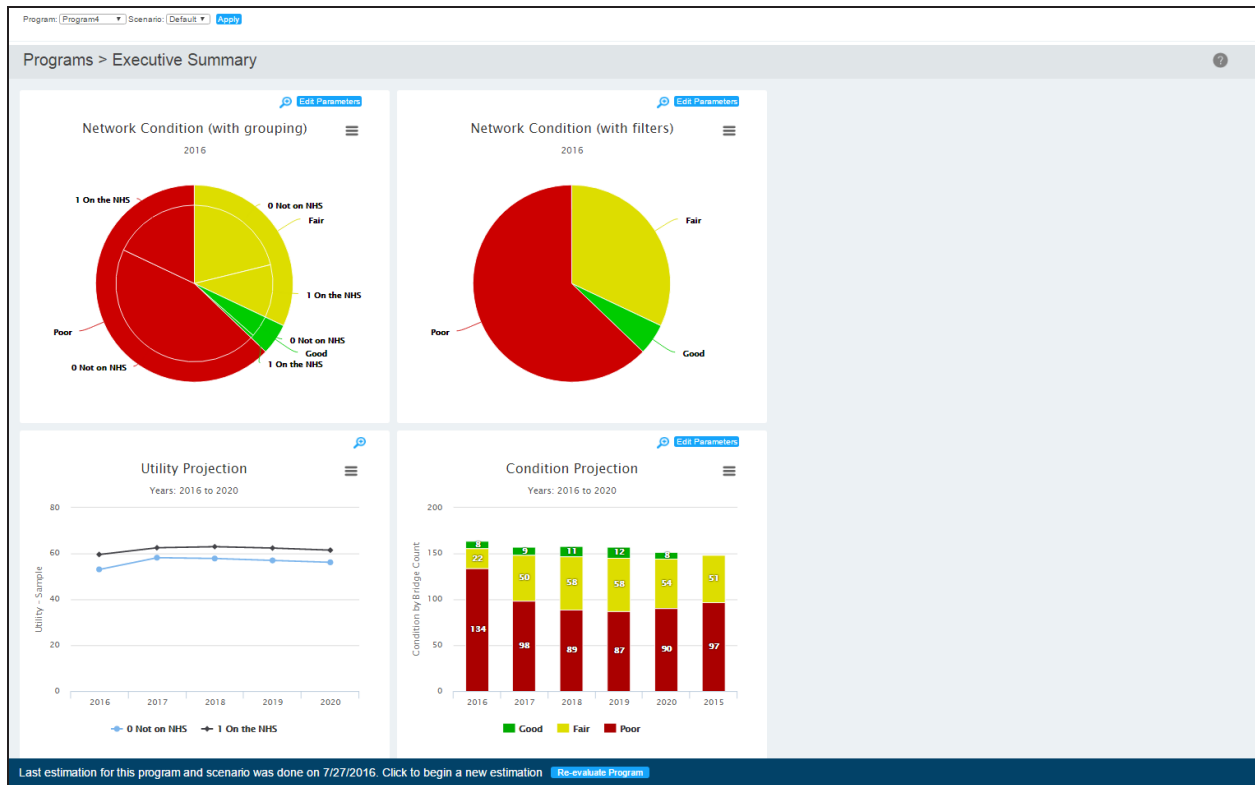 Program: Program4 Scenario: Default Apply
Programs > Executive Summary
?
Edit Parameters
Network Condition (with grouping)
2016
1 On the NHS
0 Not on NHS
Fair
1 On the NHS
0 Not on NHS
Good
1 On the NHS
Poor
0 Not on NHS
Edit Parameters
Network Condition (with filters)
2016
Fair
Poor
Good
Utility Projection
Years: 2016 to 2020
Utility - Sample
80
60
40
20
0
2016 2017 2018 2019 2020
0 Not on NHS 1 On the NHS
Edit Parameters
Condition Projection
Years: 2016 to 2020
Condition by Bridge Count
200
150
100
50
0
8 9 11 12 8
22 50 58 58 54 51
134 98 89 87 90 97
2016 2017 2018 2019 2020 2015
Good Fair Poor
Last estimation for this program and scenario was done on 7/27/2016. Click to begin a new estimation Re-evaluate Program